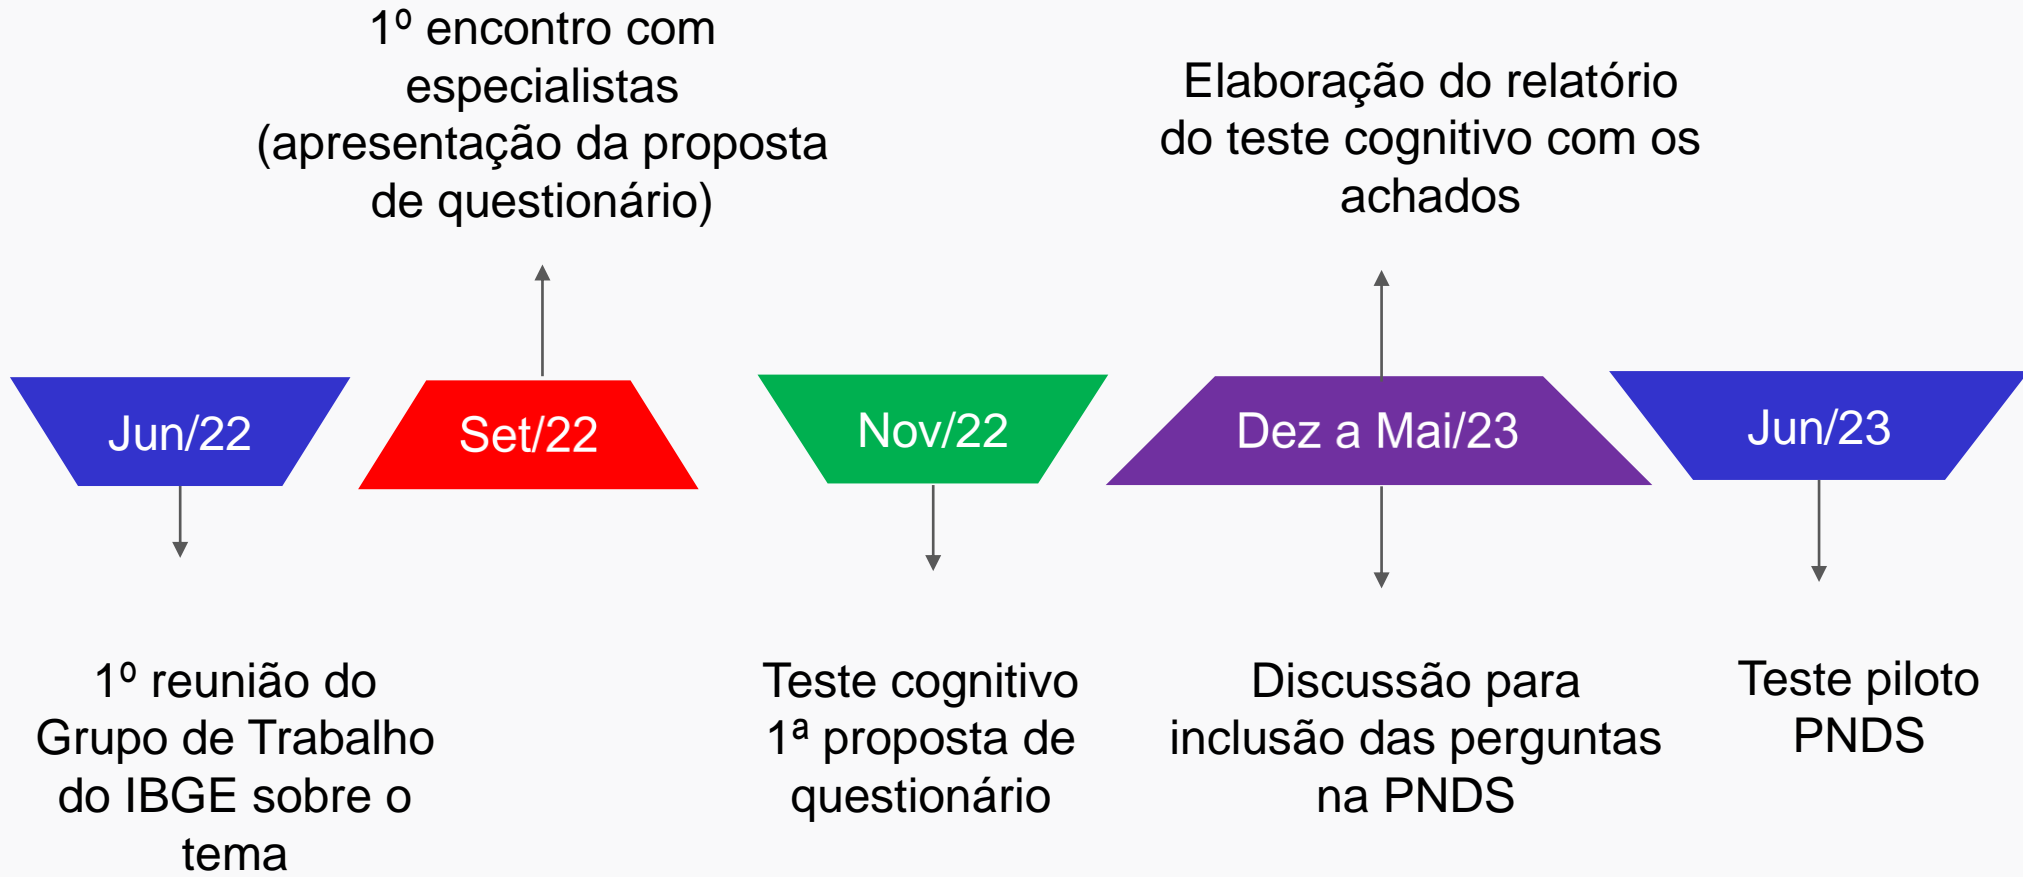 1º encontro com
especialistas
(apresentação da proposta
de questionário)
Elaboração do relatório
do teste cognitivo com os
achados
Jun/22
Set/22
Nov/22
Dez a Mai/23
Jun/23
1º reunião do
Grupo de Trabalho
do IBGE sobre o
tema
Teste cognitivo
1ª proposta de
questionário
Discussão para
inclusão das perguntas
na PNDS
Teste piloto
PNDS